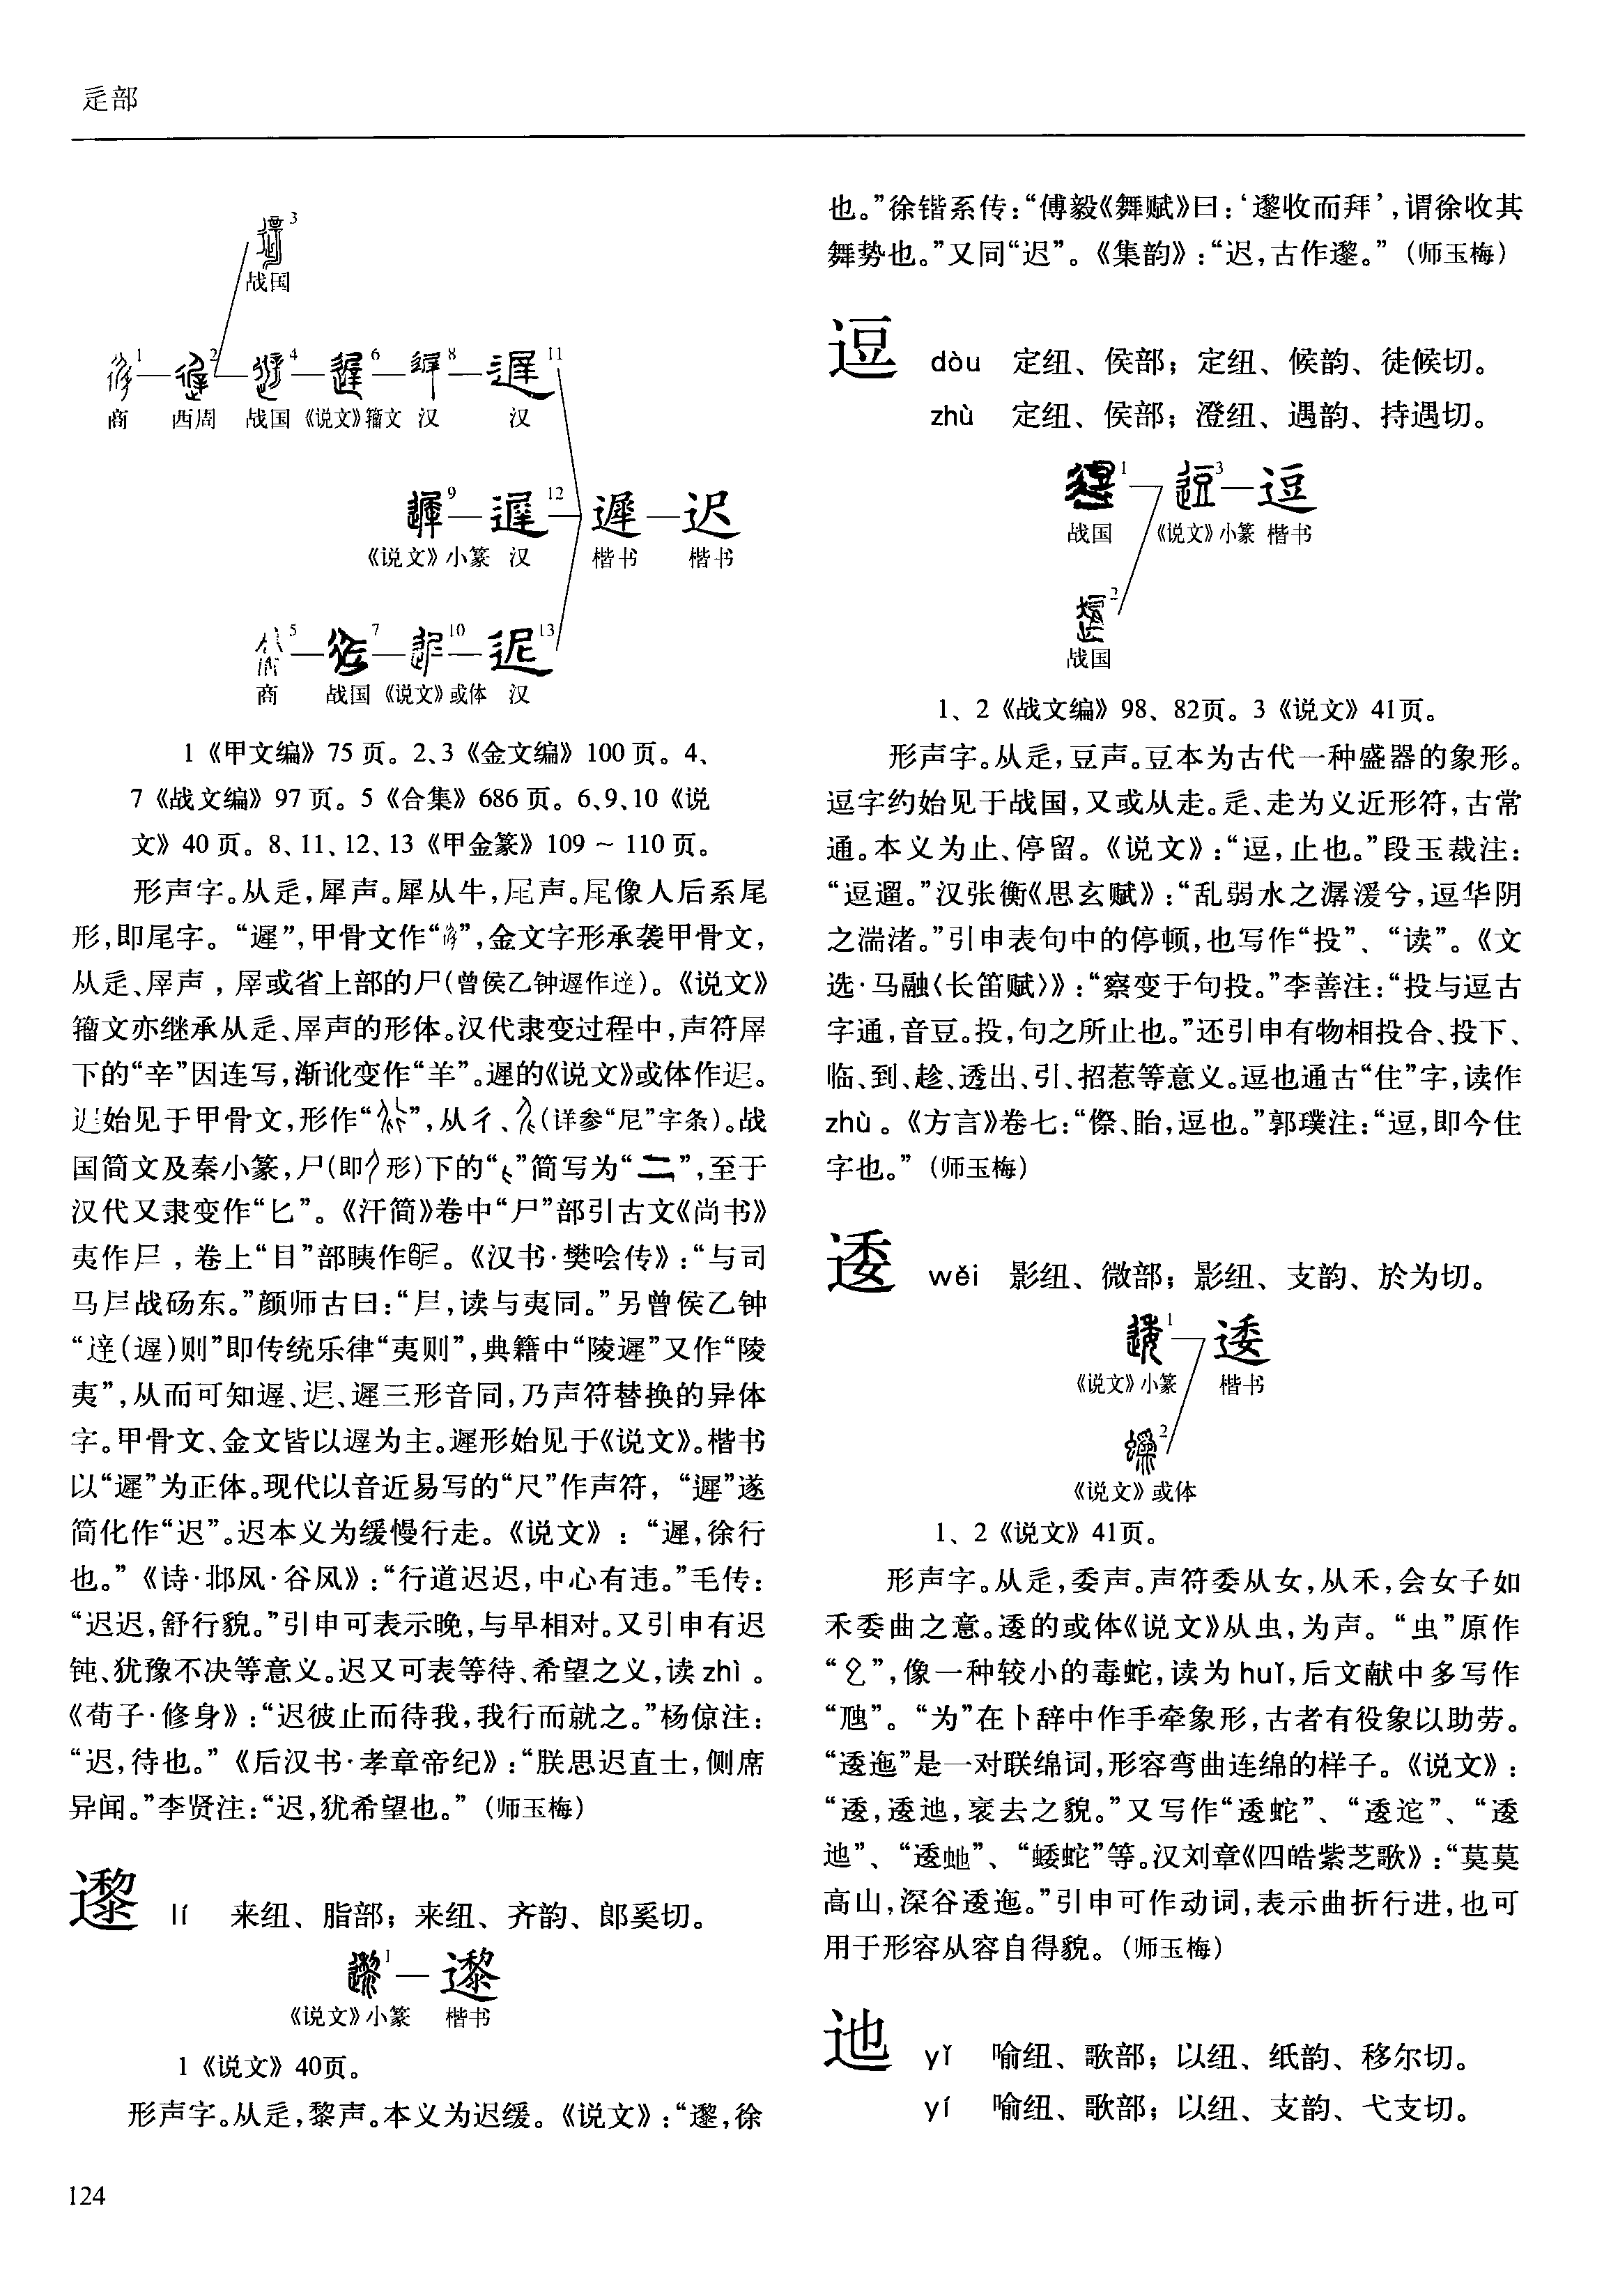 辵部
3
战国
1 2 4 6 8 11
商 西周 战国 《说文》籀文 汉 汉
9 12 遲 迟
《说文》小篆 汉 楷书 楷书
5 7 10 13
商 战国 《说文》或体 汉
1《甲文编》75页。2、3《金文编》100页。4、
7《战文编》97页。5《合集》686页。6、9、10《说
文》40页。8、11、12、13《甲金篆》109~110页。
形声字。从辵，犀声。犀从牛，尾声。尾像人后系尾
形，即尾字。“遲”，甲骨文作“”，金文字形承袭甲骨文，
从辵、屖声，屖或省上部的尸(曾侯乙钟遟作)。《说文》
籀文亦继承从辵、屖声的形体。汉代隶变过程中，声符屖
下的“辛”因连写，渐讹变作“羊”。遲的《说文》或体作迡。
迡始见于甲骨文，形作“”，从彳、(详参“尼”字条)。战
国简文及秦小篆，尸(即形)下的“”简写为“二”，至于
汉代又隶变作“匕”。《汗简》卷中“尸”部引古文《尚书》
夷作𡰥，卷上“目”部眱作。《汉书·樊哙传》：“与司
马𡰥战砀东。”颜师古曰：“𡰥，读与夷同。”另曾侯乙钟
“(遟)则”即传统乐律“夷则”，典籍中“陵遲”又作“陵
夷”，从而可知遟、迡、遲三形音同，乃声符替换的异体
字。甲骨文、金文皆以遟为主。遲形始见于《说文》。楷书
以“遲”为正体。现代以音近易写的“尺”作声符，“遲”遂
简化作“迟”。迟本义为缓慢行走。《说文》：“遲，徐行
也。”《诗·邶风·谷风》：“行道迟迟，中心有违。”毛传：
“迟迟，舒行貌。”引申可表示晚，与早相对。又引申有迟
钝、犹豫不决等意义。迟又可表等待、希望之义，读zhì。
《荀子·修身》：“迟彼止而待我，我行而就之。”杨倞注：
“迟，待也。”《后汉书·孝章帝纪》：“朕思迟直士，侧席
异闻。”李贤注：“迟，犹希望也。”（师玉梅）
邌 lí 来纽、脂部；来纽、齐韵、郎奚切。
1 邌
《说文》小篆 楷书
1《说文》40页。
形声字。从辵，黎声。本义为迟缓。《说文》：“邌，徐
124
也。”徐锴系传：“傅毅《舞赋》曰：‘邌收而拜’，谓徐收其
舞势也。”又同“迟”。《集韵》：“迟，古作邌。”（师玉梅）
逗 dòu 定纽、侯部；定纽、候韵、徒候切。
zhù 定纽、侯部；澄纽、遇韵、持遇切。
1 3 逗
战国 《说文》小篆 楷书
2
战国
1、2《战文编》98、82页。3《说文》41页。
形声字。从辵，豆声。豆本为古代一种盛器的象形。
逗字约始见于战国，又或从走。辵、走为义近形符，古常
通。本义为止、停留。《说文》：“逗，止也。”段玉裁注：
“逗遛。”汉张衡《思玄赋》：“乱弱水之潺湲兮，逗华阴
之湍渚。”引申表句中的停顿，也写作“投”、“读”。《文
选·马融〈长笛赋〉》：“察变于句投。”李善注：“投与逗古
字通，音豆。投，句之所止也。”还引申有物相投合、投下、
临、到、趁、透出、引、招惹等意义。逗也通古“住”字，读作
zhù。《方言》卷七：“傺、眙，逗也。”郭璞注：“逗，即今住
字也。”（师玉梅）
逶 wěi 影纽、微部；影纽、支韵、於为切。
1 逶
《说文》小篆 楷书
2
《说文》或体
1、2《说文》41页。
形声字。从辵，委声。声符委从女，从禾，会女子如
禾委曲之意。逶的或体《说文》从虫，为声。“虫”原作
“”，像一种较小的毒蛇，读为huǐ，后文献中多写作
“虺”。“为”在卜辞中作手牵象形，古者有役象以助劳。
“逶迤”是一对联绵词，形容弯曲连绵的样子。《说文》：
“逶，逶迆，衺去之貌。”又写作“逶蛇”、“逶迱”、“逶
迆”、“逶虵”、“蜲蛇”等。汉刘章《四皓紫芝歌》：“莫莫
高山，深谷逶迤。”引申可作动词，表示曲折行进，也可
用于形容从容自得貌。（师玉梅）
迆 yǐ 喻纽、歌部；以纽、纸韵、移尔切。
yí 喻纽、歌部；以纽、支韵、弋支切。